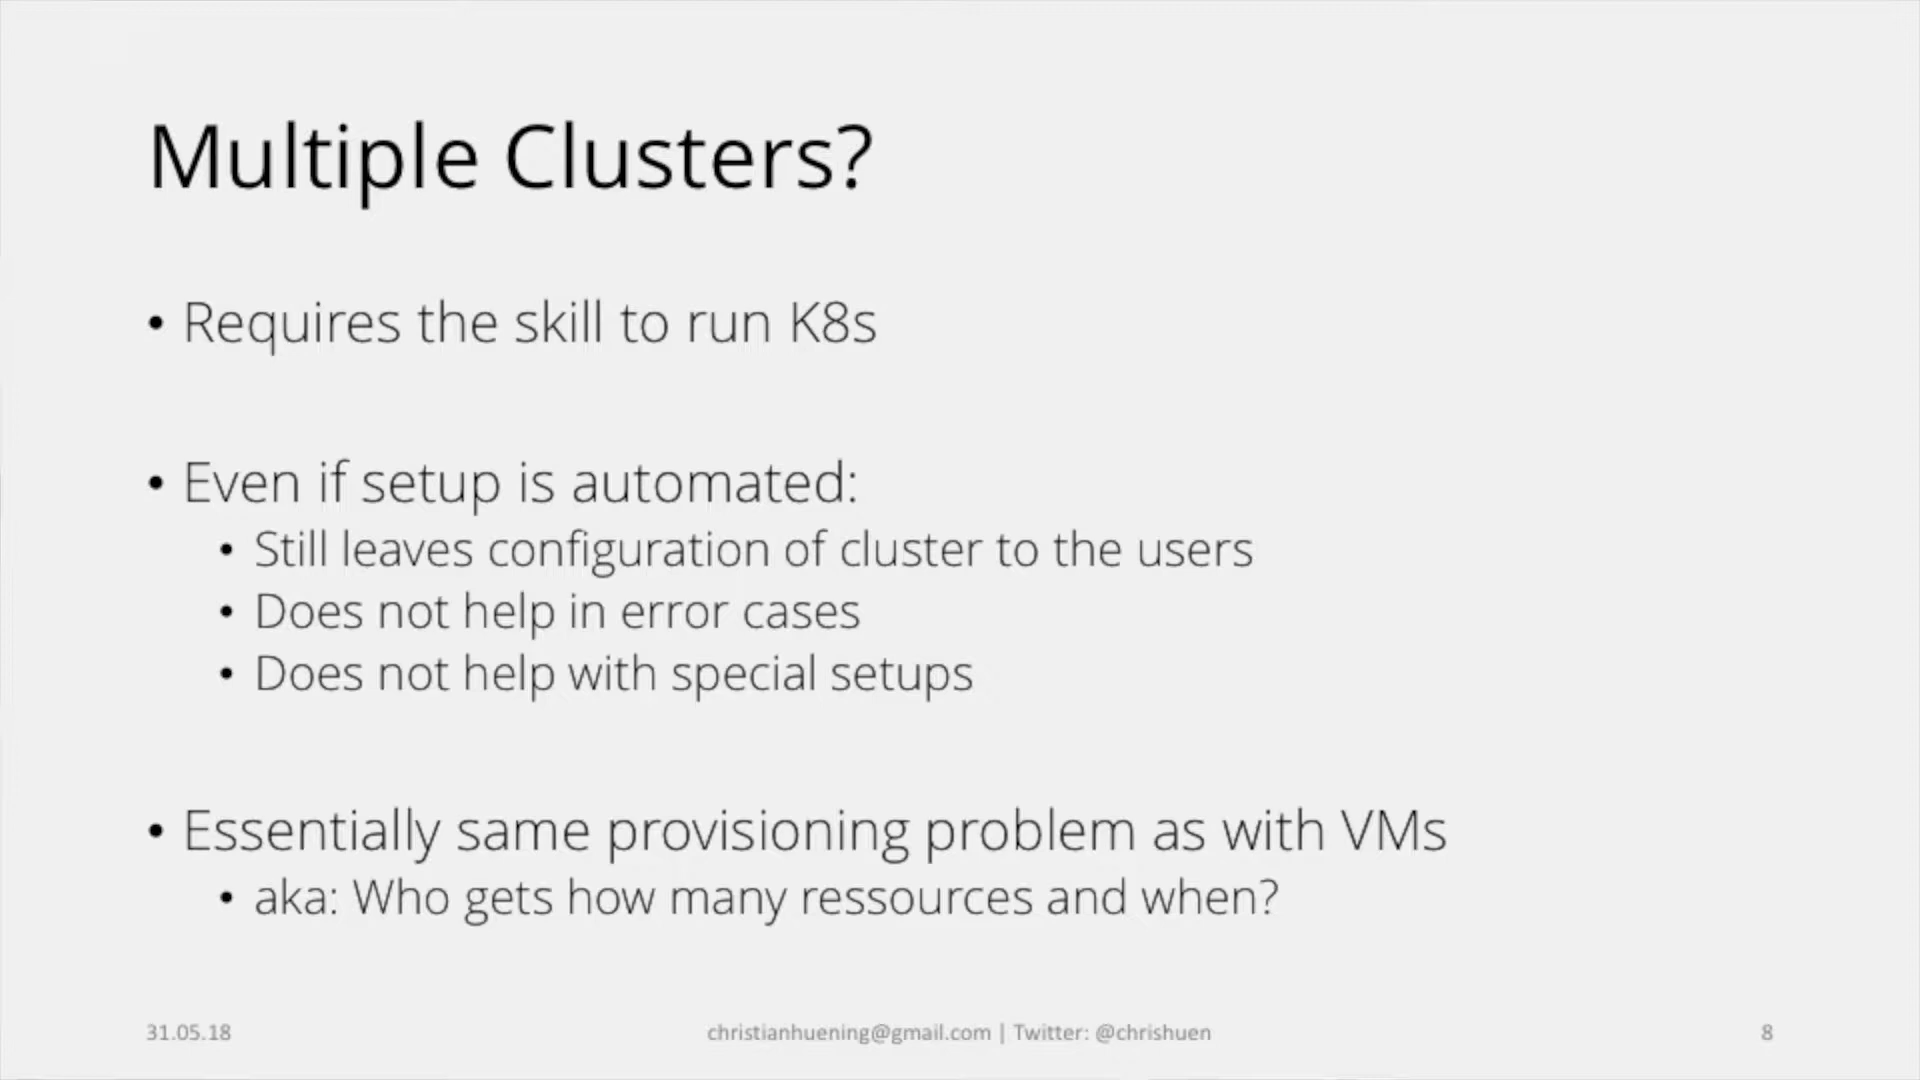 Multiple Clusters?
• Requires the skill to run K8s
• Even if setup is automated:
• Still leaves configuration of cluster to the users
• Does not help in error cases
• Does not help with special setups
• Essentially same provisioning problem as with VMs
• aka: Who gets how many ressources and when?
31.05.18
christianhuening@gmail.com | Twitter: @chrishuen
8